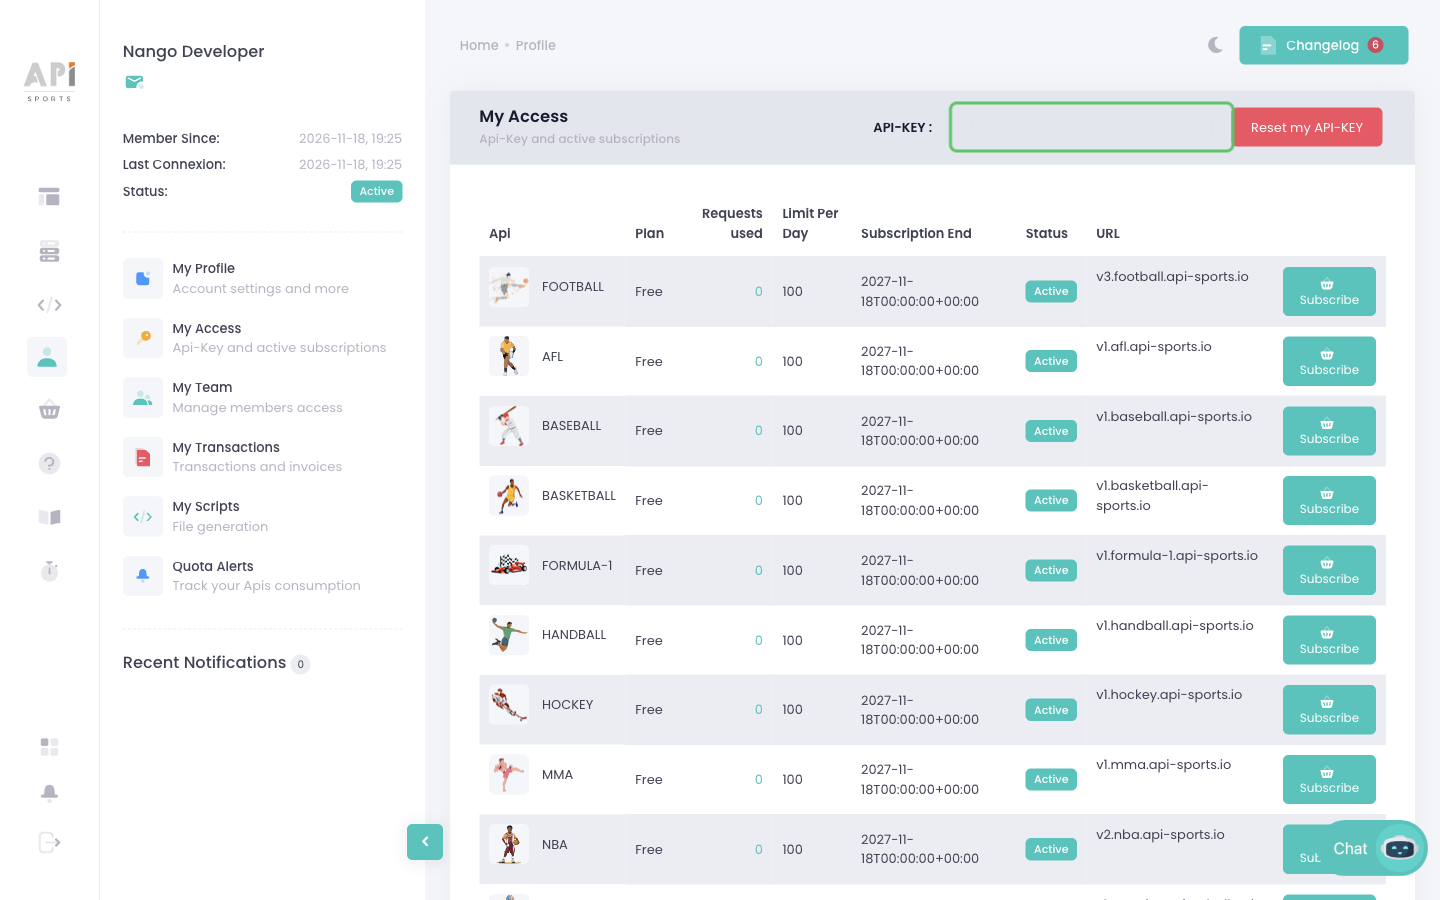 API
SPORTS
Nango Developer
Member Since: 2026-11-18, 19:25
Last Connexion: 2026-11-18, 19:25
Status: Active
My Profile
Account settings and more
My Access
Api-Key and active subscriptions
My Team
Manage members access
My Transactions
Transactions and invoices
My Scripts
File generation
Quota Alerts
Track your Apis consumption
Recent Notifications 0
Home • Profile
Changelog 6
My Access
Api-Key and active subscriptions
API-KEY :
Reset my API-KEY
Api Plan Requests used Limit Per Day Subscription End Status URL
FOOTBALL Free 0 100 2027-11-18T00:00:00+00:00 Active v3.football.api-sports.io Subscribe
AFL Free 0 100 2027-11-18T00:00:00+00:00 Active v1.afl.api-sports.io Subscribe
BASEBALL Free 0 100 2027-11-18T00:00:00+00:00 Active v1.baseball.api-sports.io Subscribe
BASKETBALL Free 0 100 2027-11-18T00:00:00+00:00 Active v1.basketball.api-sports.io Subscribe
FORMULA-1 Free 0 100 2027-11-18T00:00:00+00:00 Active v1.formula-1.api-sports.io Subscribe
HANDBALL Free 0 100 2027-11-18T00:00:00+00:00 Active v1.handball.api-sports.io Subscribe
HOCKEY Free 0 100 2027-11-18T00:00:00+00:00 Active v1.hockey.api-sports.io Subscribe
MMA Free 0 100 2027-11-18T00:00:00+00:00 Active v1.mma.api-sports.io Subscribe
NBA Free 0 100 2027-11-18T00:00:00+00:00 Active v2.nba.api-sports.io
Chat